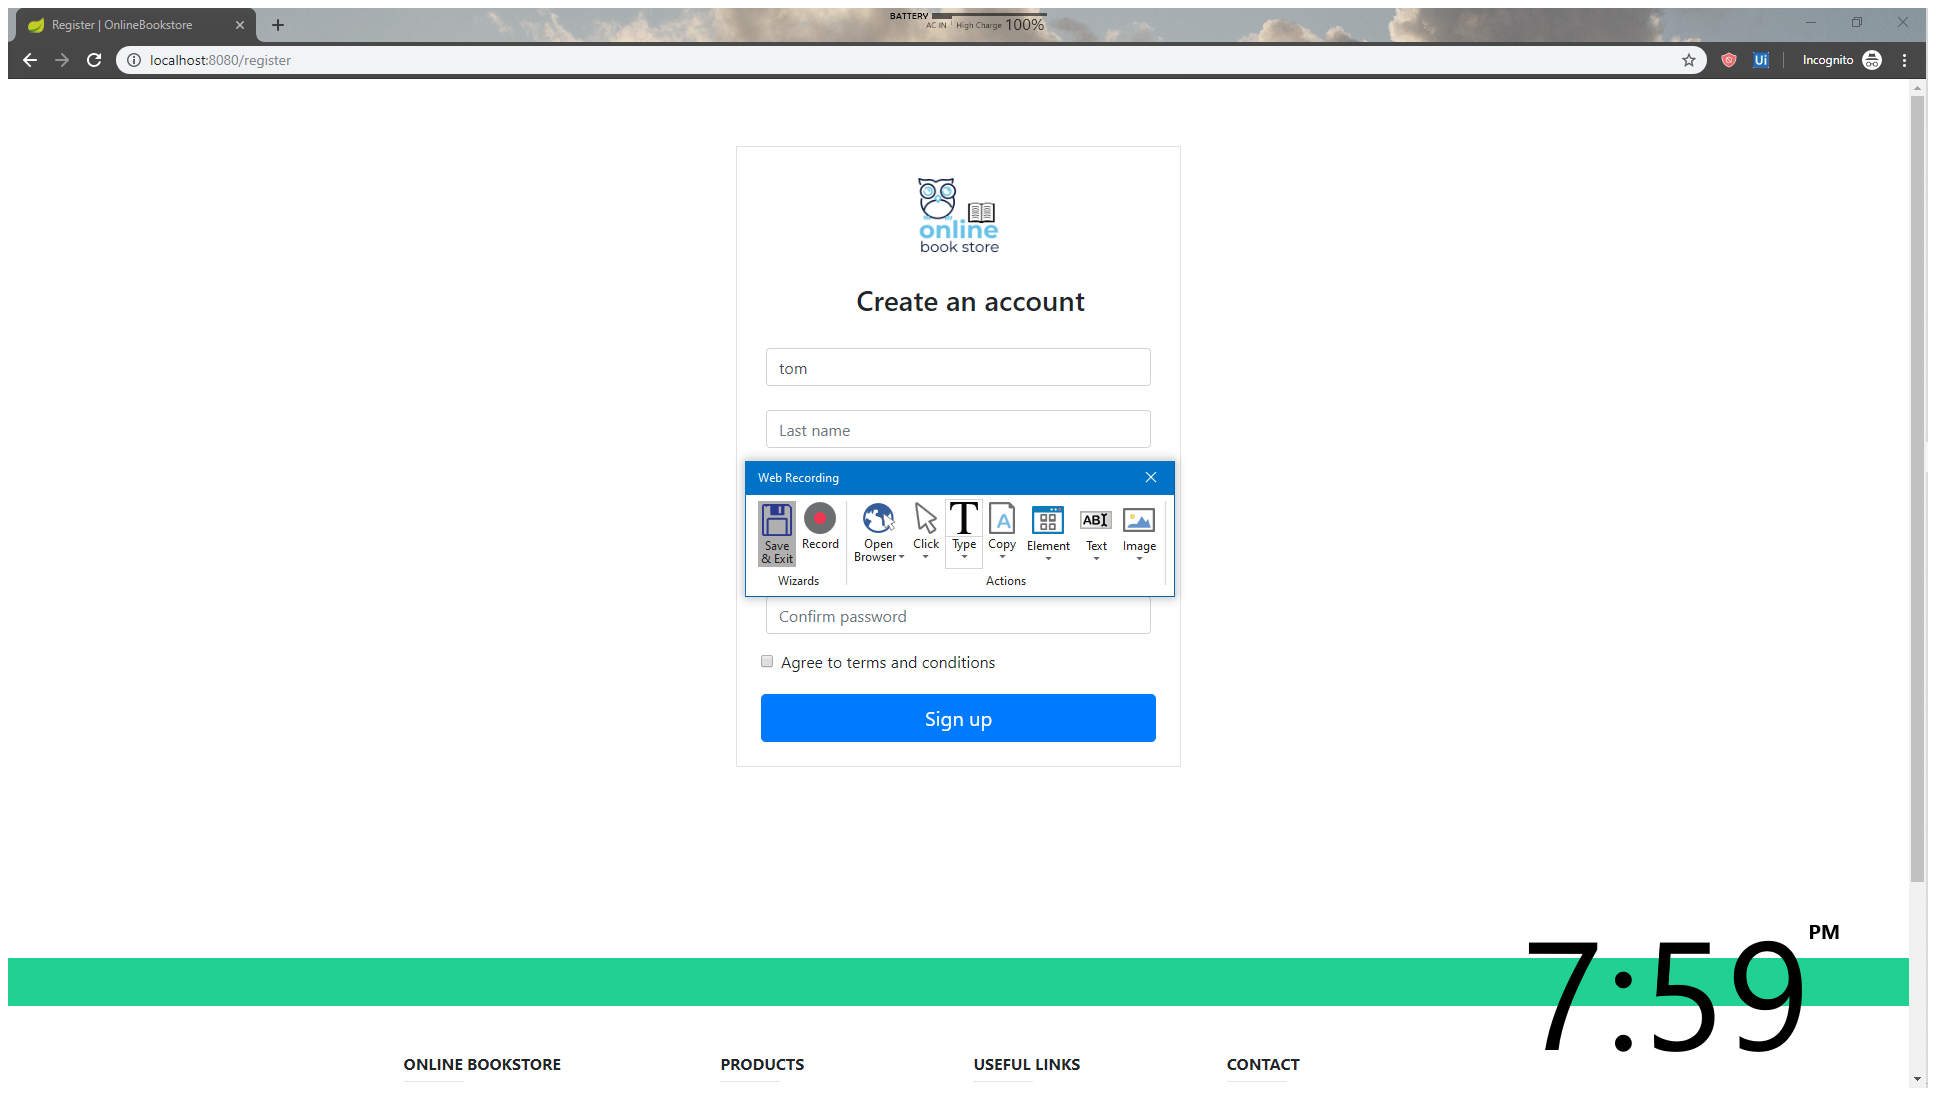 BATTERY
AC IN / High Charge 100%
Register | OnlineBookstore
localhost:8080/register
Ui
Incognito
online
book store
Create an account
tom
Last name
Web Recording
Save & Exit
Record
Open Browser
Click
T
Type
A
Copy
Element
ABI
Text
Image
Wizards
Actions
Confirm password
Agree to terms and conditions
Sign up
7:59 PM
ONLINE BOOKSTORE
PRODUCTS
USEFUL LINKS
CONTACT